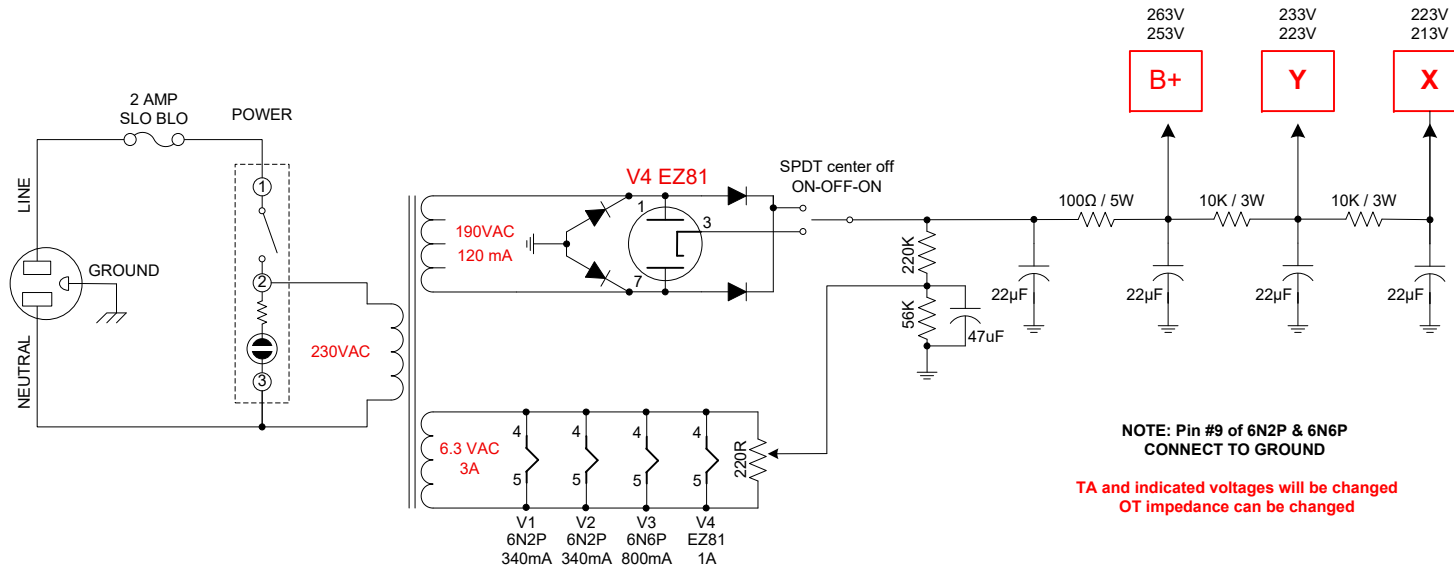 263V
253V
B+
233V
223V
Y
223V
213V
X
2 AMP
SLO BLO
POWER
LINE
NEUTRAL
GROUND
1
2
3
230VAC
190VAC
120 mA
V4 EZ81
1
3
7
SPDT center off
ON-OFF-ON
220K
56K
47uF
100Ω / 5W
10K / 3W
10K / 3W
22µF
22µF
22µF
22µF
6.3 VAC
3A
4
5
4
5
4
5
4
5
220R
V1
6N2P
340mA
V2
6N2P
340mA
V3
6N6P
800mA
V4
EZ81
1A
NOTE: Pin #9 of 6N2P & 6N6P
CONNECT TO GROUND
TA and indicated voltages will be changed
OT impedance can be changed